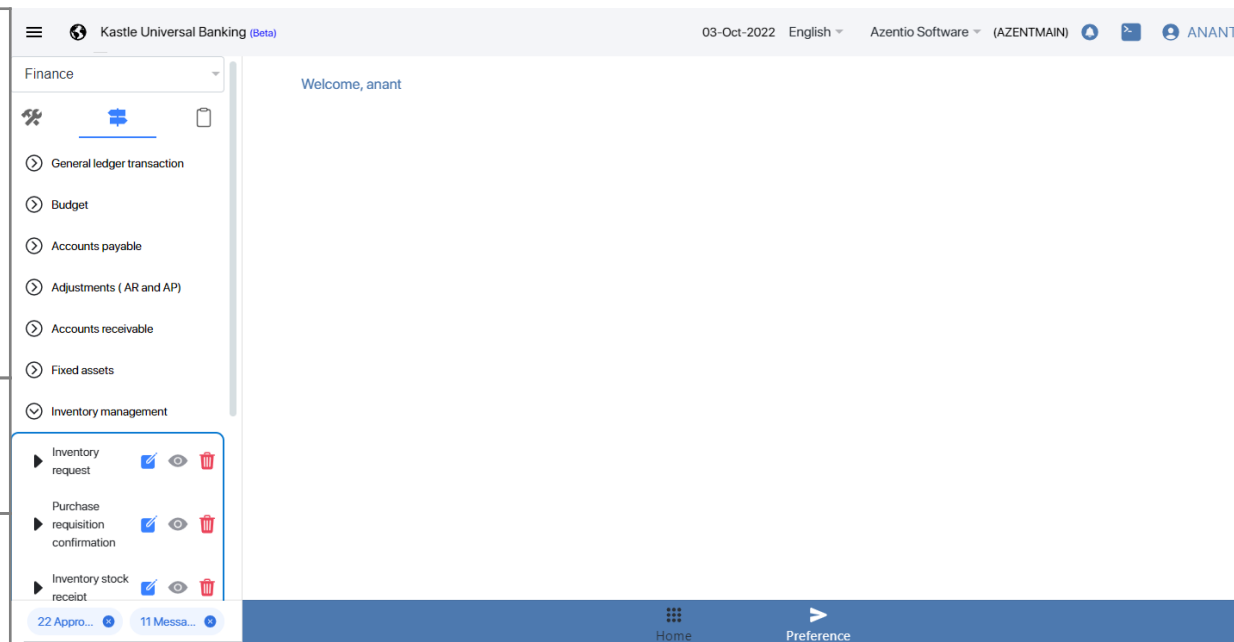 Kastle Universal Banking (Beta)
03-Oct-2022 English Azentio Software (AZENTMAIN) ANANT
Finance
Welcome, anant
General ledger transaction
Budget
Accounts payable
Adjustments ( AR and AP)
Accounts receivable
Fixed assets
Inventory management
Inventory
request
Purchase
requisition
confirmation
Inventory stock
receipt
22 Appro...
11 Messa...
Home
Preference